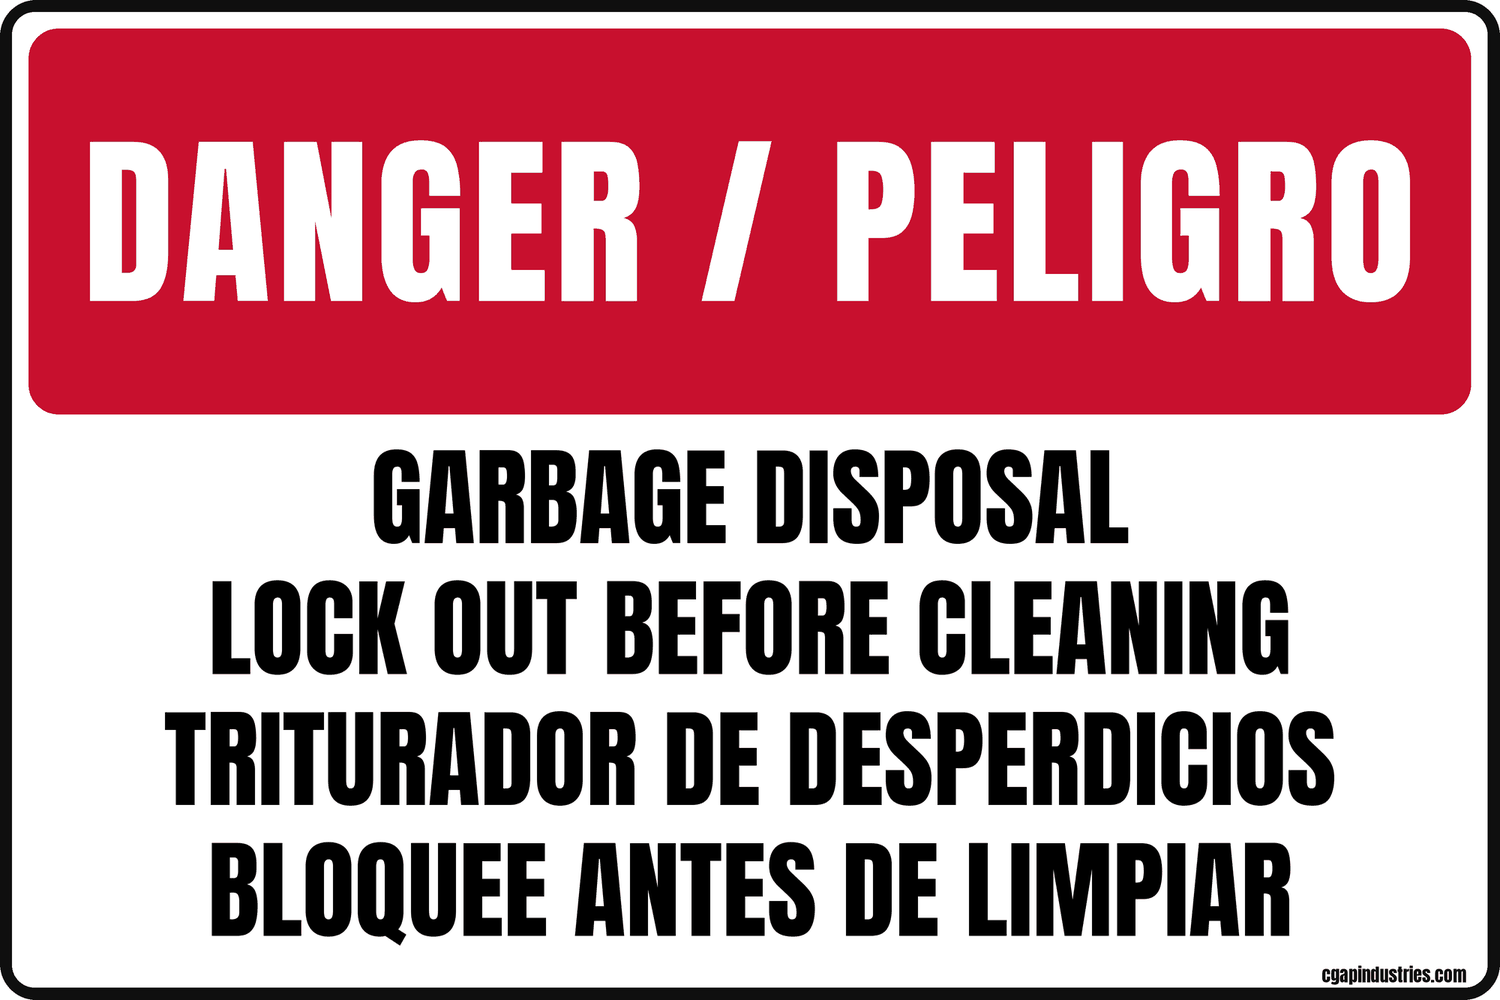 DANGER / PELIGRO
GARBAGE DISPOSAL
LOCK OUT BEFORE CLEANING
TRITURADOR DE DESPERDICIOS
BLOQUEE ANTES DE LIMPIAR
cgapindustries.com